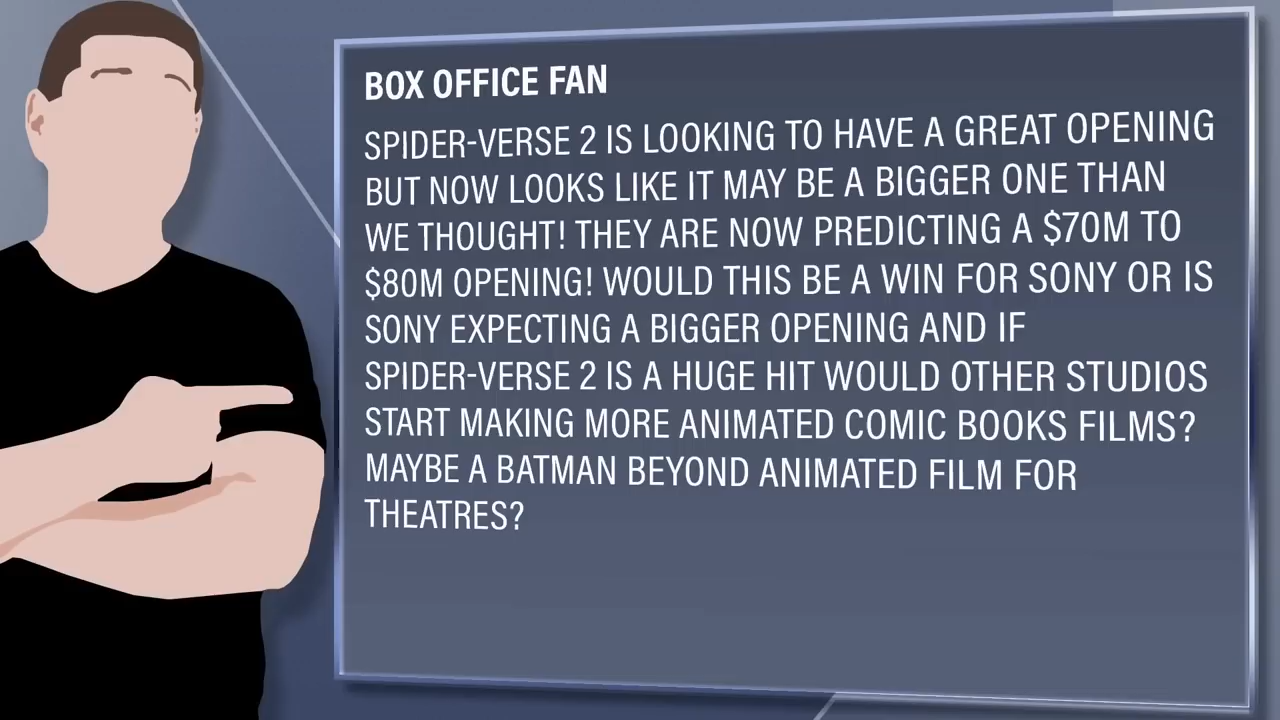 BOX OFFICE FAN
SPIDER-VERSE 2 IS LOOKING TO HAVE A GREAT OPENING
BUT NOW LOOKS LIKE IT MAY BE A BIGGER ONE THAN
WE THOUGHT! THEY ARE NOW PREDICTING A $70M TO
$80M OPENING! WOULD THIS BE A WIN FOR SONY OR IS
SONY EXPECTING A BIGGER OPENING AND IF
SPIDER-VERSE 2 IS A HUGE HIT WOULD OTHER STUDIOS
START MAKING MORE ANIMATED COMIC BOOKS FILMS?
MAYBE A BATMAN BEYOND ANIMATED FILM FOR
THEATRES?